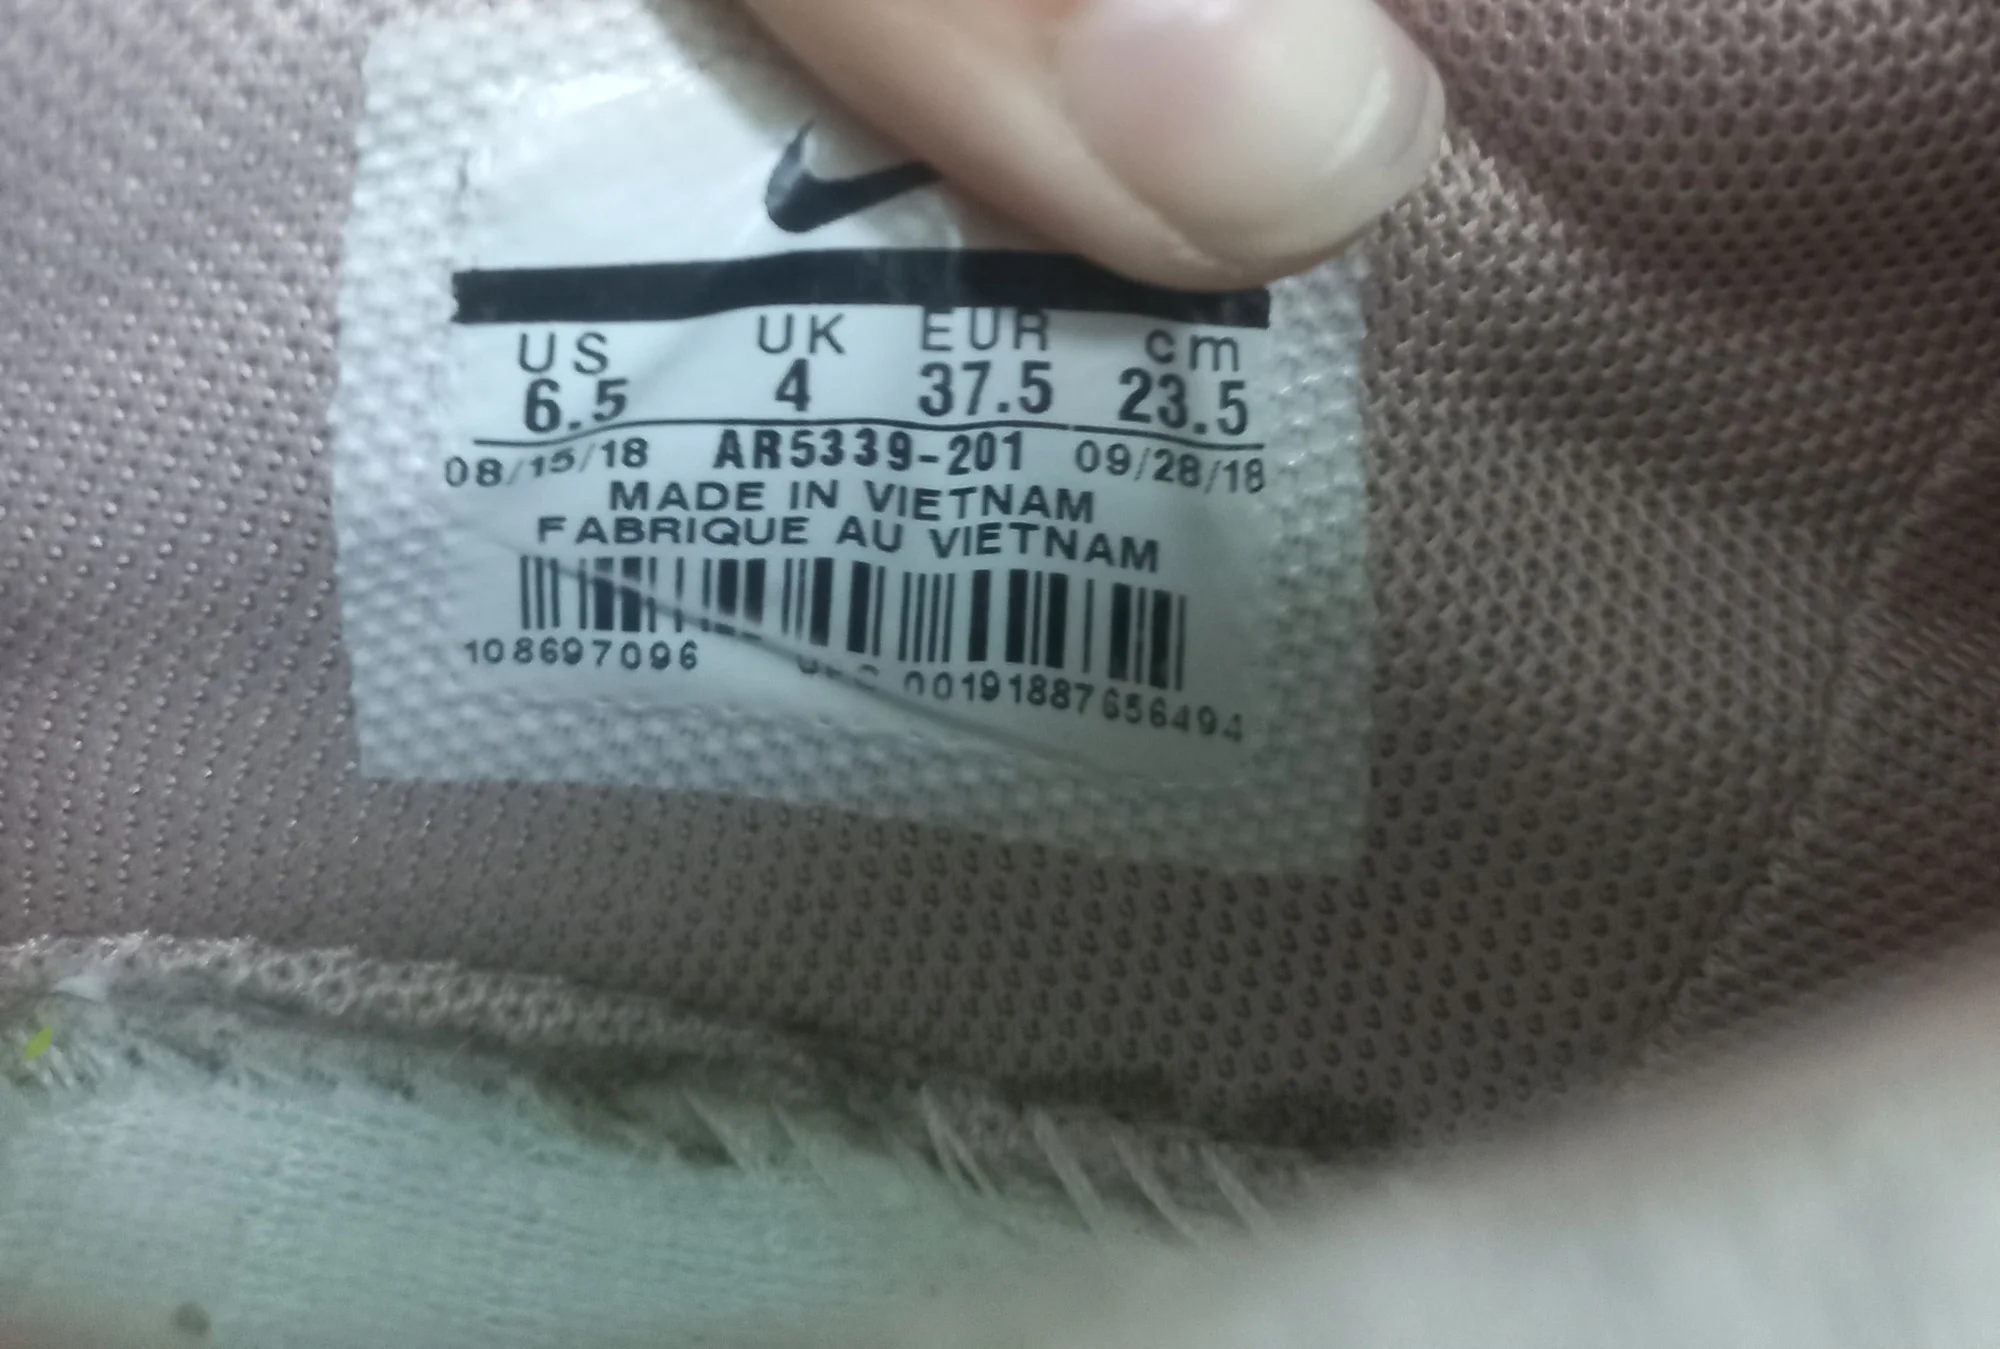 US UK EUR cm
6.5 4 37.5 23.5
08/15/18 AR5339-201 09/28/18
MADE IN VIETNAM
FABRIQUE AU VIETNAM
108697096 00191887656494